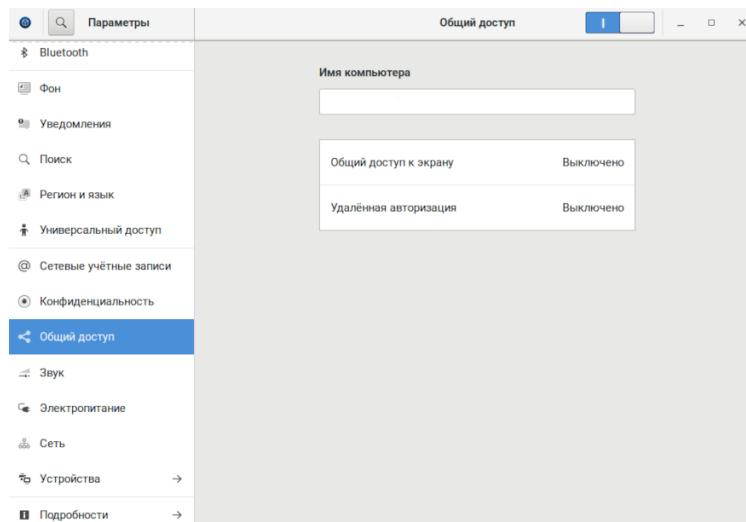 Параметры
Общий доступ
Bluetooth
Фон
Уведомления
Поиск
Регион и язык
Универсальный доступ
Сетевые учётные записи
Конфиденциальность
Общий доступ
Звук
Электропитание
Сеть
Устройства
Подробности
Имя компьютера
Общий доступ к экрану Выключено
Удалённая авторизация Выключено